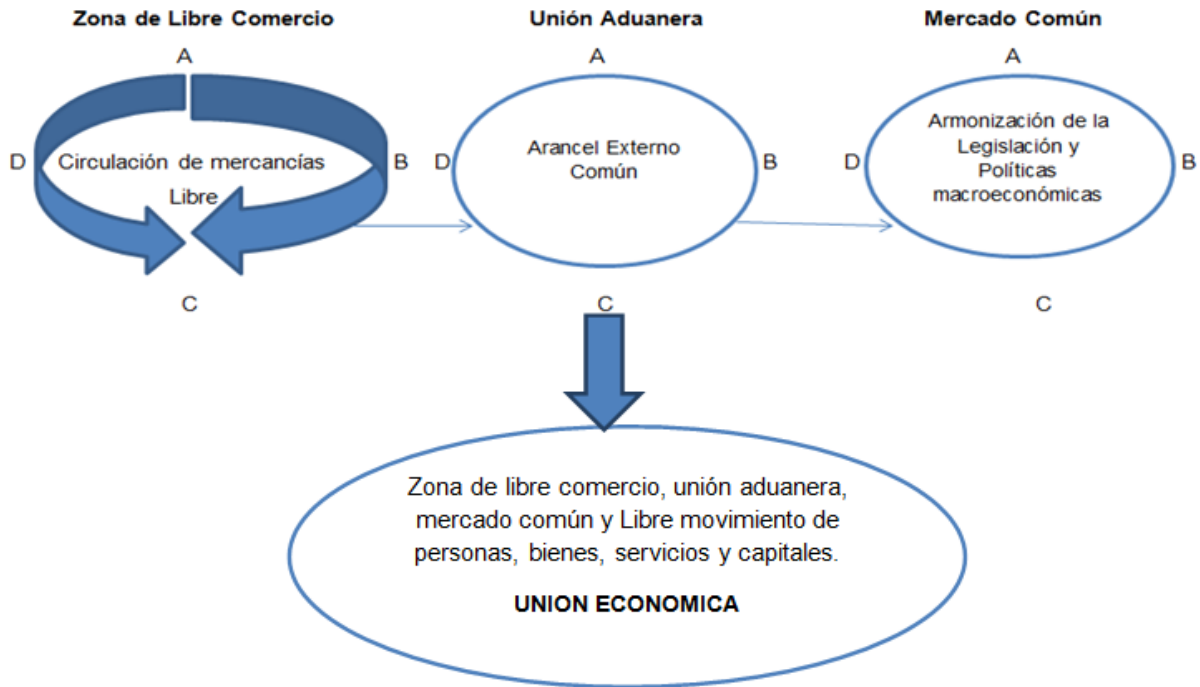 Zona de Libre Comercio
A
D
Circulación de mercancías
Libre
B
C
Unión Aduanera
A
D
Arancel Externo
Común
B
C
Mercado Común
A
D
Armonización de la
Legislación y
Políticas
macroeconómicas
B
C
Zona de libre comercio, unión aduanera,
mercado común y Libre movimiento de
personas, bienes, servicios y capitales.
UNION ECONOMICA